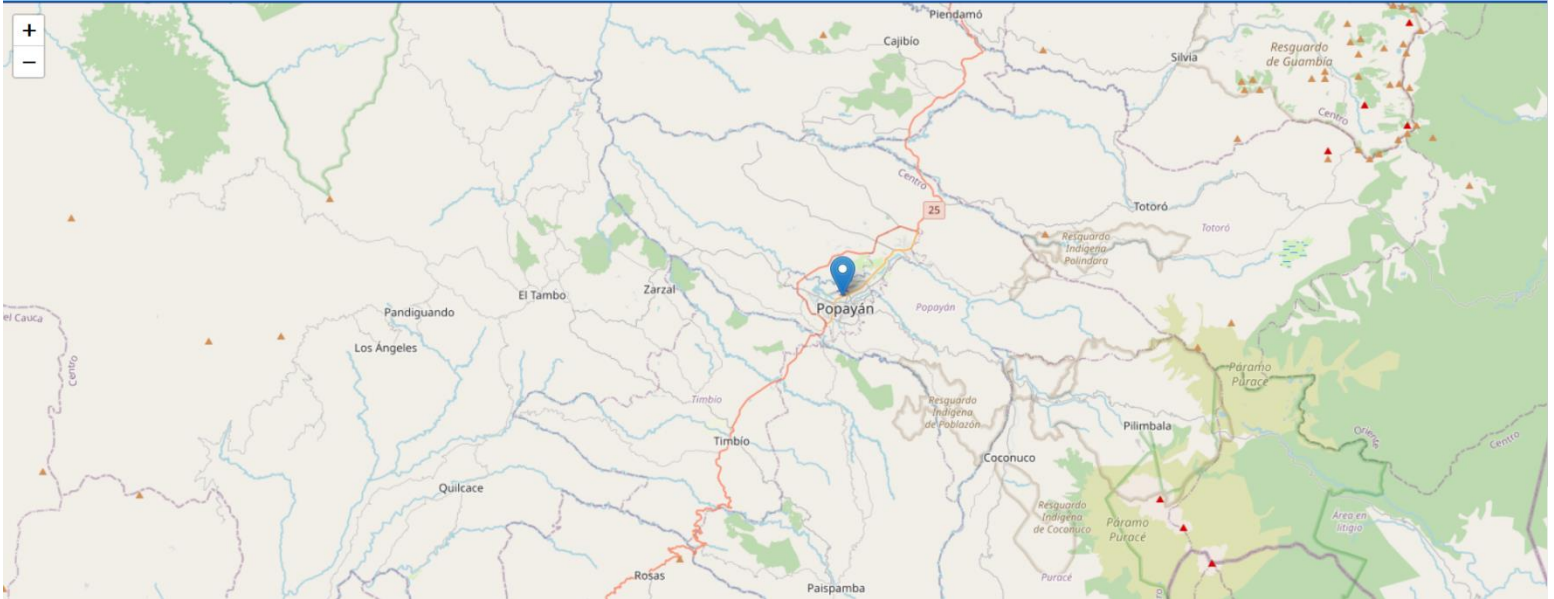 +
−
Piendamó
Cajibío
Silvia
Resguardo
de Guambía
Centro
Centro
25
Totoró
Totoró
Resguardo
Indígena
Polindara
Zarzal
El Tambo
Popayán
Popayán
Pandiguando
el Cauca
Los Ángeles
Centro
Páramo
Puracé
Timbío
Resguardo
Indígena
de Poblazón
Pilimbala
Oriente
Centro
Timbío
Coconuco
Quilcace
Resguardo
Indígena
de Coconuco
Páramo
Puracé
Área en
litigio
Rosas
Puracé
Paispamba